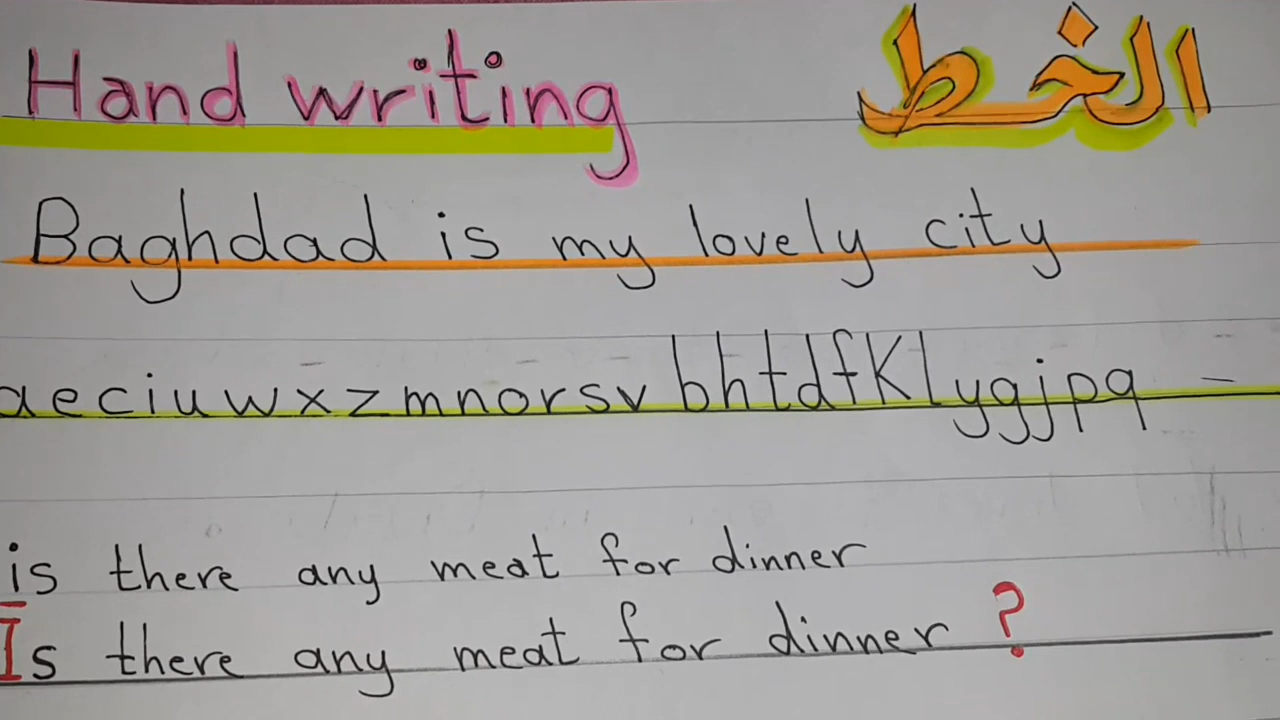 Hand writing الخط
Baghdad is my lovely city
aeciuwxzmnorsv bhtdfKlygjpq -
is there any meat for dinner
Is there any meat for dinner ?